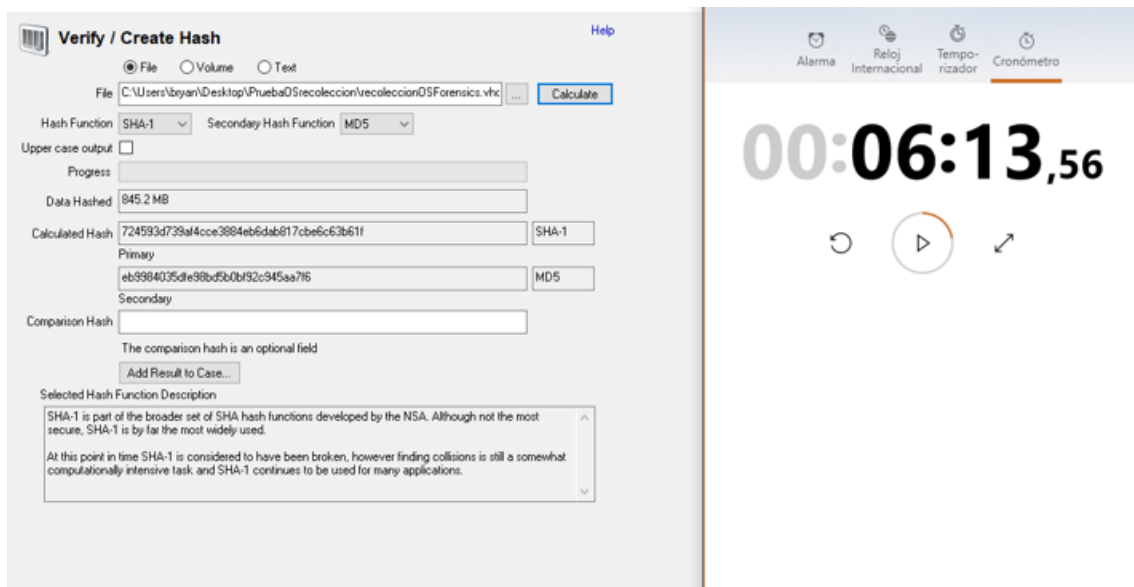 Verify / Create Hash
Help
File Volume Text
File C:\Users\bryan\Desktop\PruebaOSrecoleccion\recoleccionOSForensics.vhd ... Calculate
Hash Function SHA-1 Secondary Hash Function MD5
Upper case output
Progress
Data Hashed 845.2 MB
Calculated Hash 724593d739af4cce3884eb6dab817cbe6c63b61f SHA-1
Primary
eb9984035dfe98bd5b0bf92c945aa7f6 MD5
Secondary
Comparison Hash
The comparison hash is an optional field
Add Result to Case...
Selected Hash Function Description
SHA-1 is part of the broader set of SHA hash functions developed by the NSA. Although not the most
secure, SHA-1 is by far the most widely used.
At this point in time SHA-1 is considered to have been broken, however finding collisions is still a somewhat
computationally intensive task and SHA-1 continues to be used for many applications.
Alarma
Reloj
Internacional
Tempo-
rizador
Cronómetro
00:06:13,56